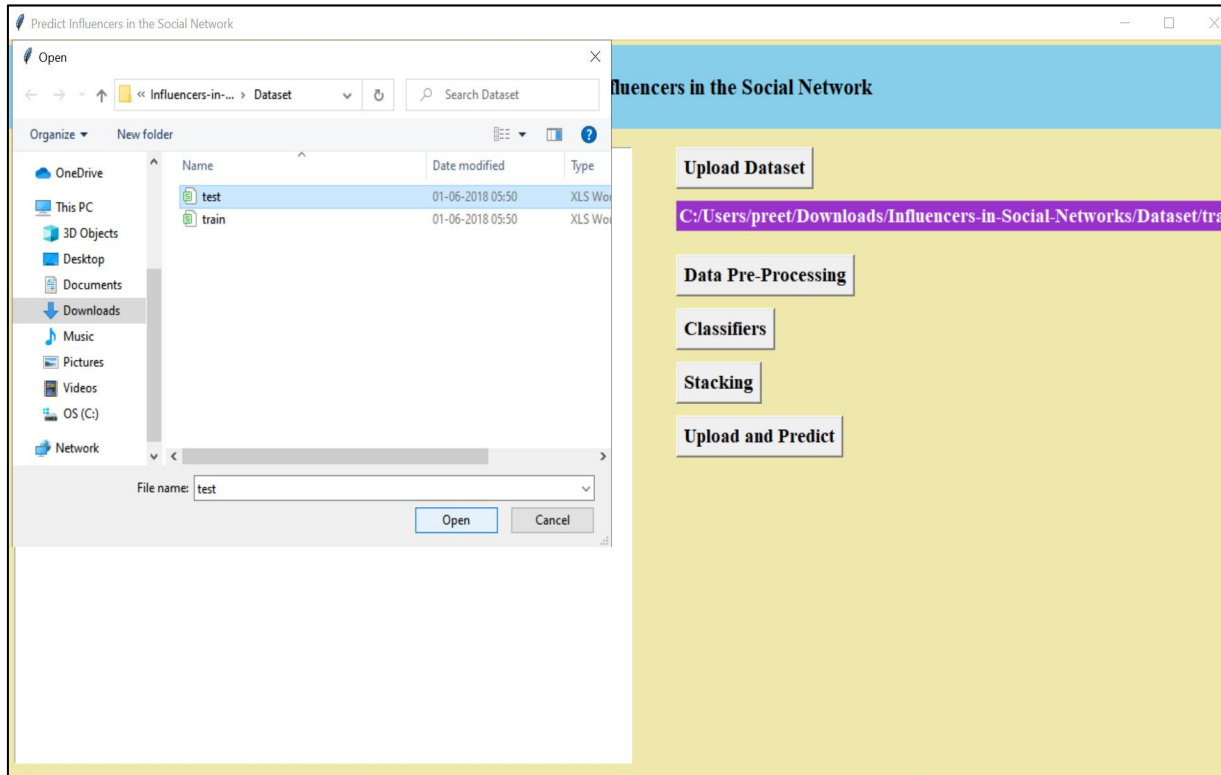 Predict Influencers in the Social Network
Open
fluencers in the Social Network
« Influencers-in-... › Dataset
Search Dataset
Organize
New folder
OneDrive
This PC
3D Objects
Desktop
Documents
Downloads
Music
Pictures
Videos
OS (C:)
Network
Name Date modified Type
test 01-06-2018 05:50 XLS Wo
train 01-06-2018 05:50 XLS Wo
File name: test
Open Cancel
Upload Dataset
C:/Users/preet/Downloads/Influencers-in-Social-Networks/Dataset/tra
Data Pre-Processing
Classifiers
Stacking
Upload and Predict